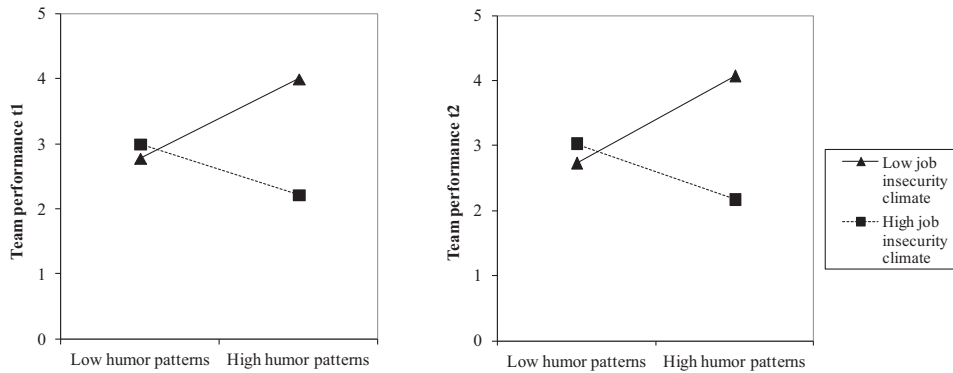 Team performance t1
5
4
3
2
1
0
Low humor patterns
High humor patterns
Team performance t2
5
4
3
2
1
0
Low humor patterns
High humor patterns
Low job
insecurity
climate
High job
insecurity
climate